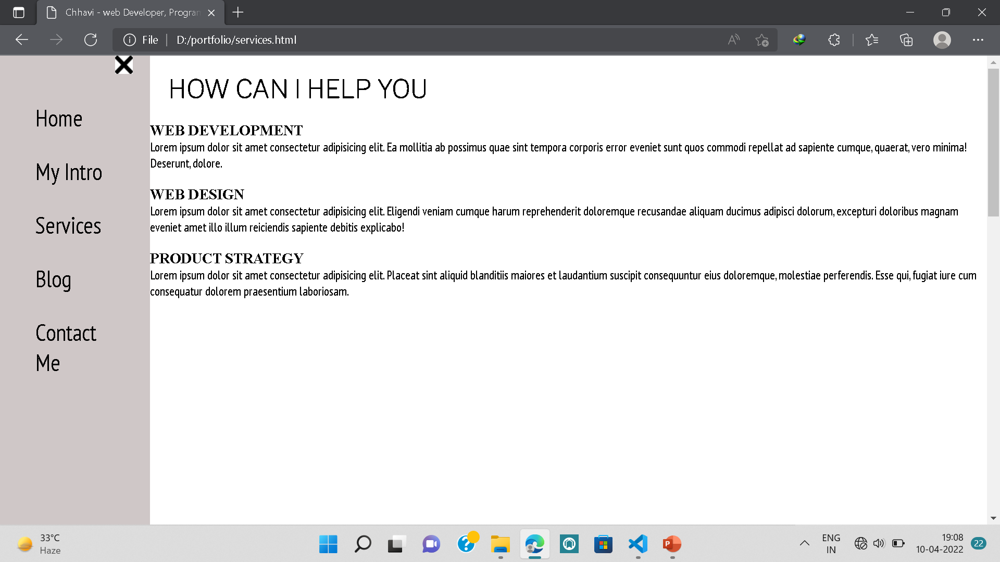 Chhavi - web Developer, Progran
File
D:/portfolio/services.html
Home
My Intro
Services
Blog
Contact
Me
HOW CAN I HELP YOU
WEB DEVELOPMENT
Lorem ipsum dolor sit amet consectetur adipisicing elit. Ea mollitia ab possimus quae sint tempora corporis error eveniet sunt quos commodi repellat ad sapiente cumque, quaerat, vero minima!
Deserunt, dolore.
WEB DESIGN
Lorem ipsum dolor sit amet consectetur adipisicing elit. Eligendi veniam cumque harum reprehenderit doloremque recusandae aliquam ducimus adipisci dolorum, excepturi doloribus magnam
eveniet amet illo illum reiciendis sapiente debitis explicabo!
PRODUCT STRATEGY
Lorem ipsum dolor sit amet consectetur adipisicing elit. Placeat sint aliquid blanditiis maiores et laudantium suscipit consequuntur eius doloremque, molestiae perferendis. Esse qui, fugiat iure cum
consequatur dolorem praesentium laboriosam.
33°C
Haze
ENG
IN
19:08
10-04-2022
22